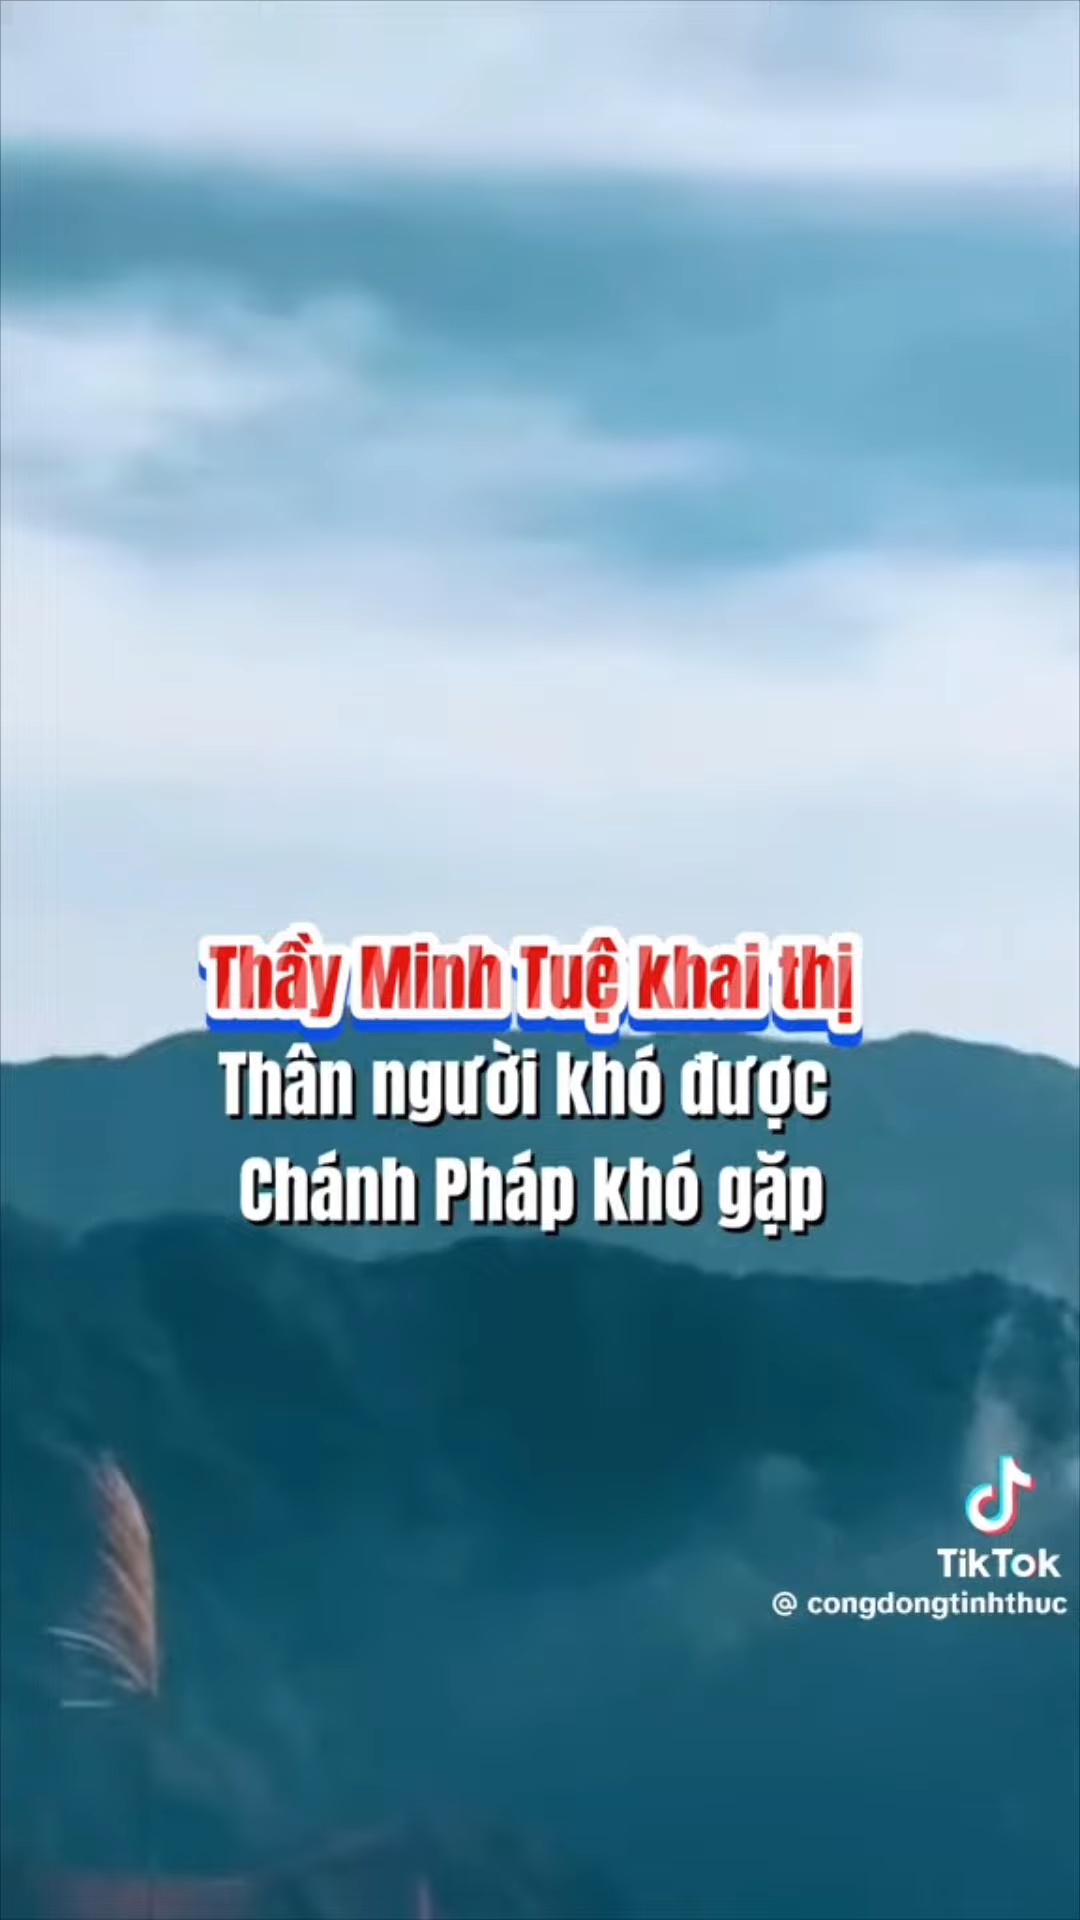 Thầy Minh Tuệ khai thị
Thân người khó được
Chánh Pháp khó gặp
TikTok
@ congdongtinhthuc